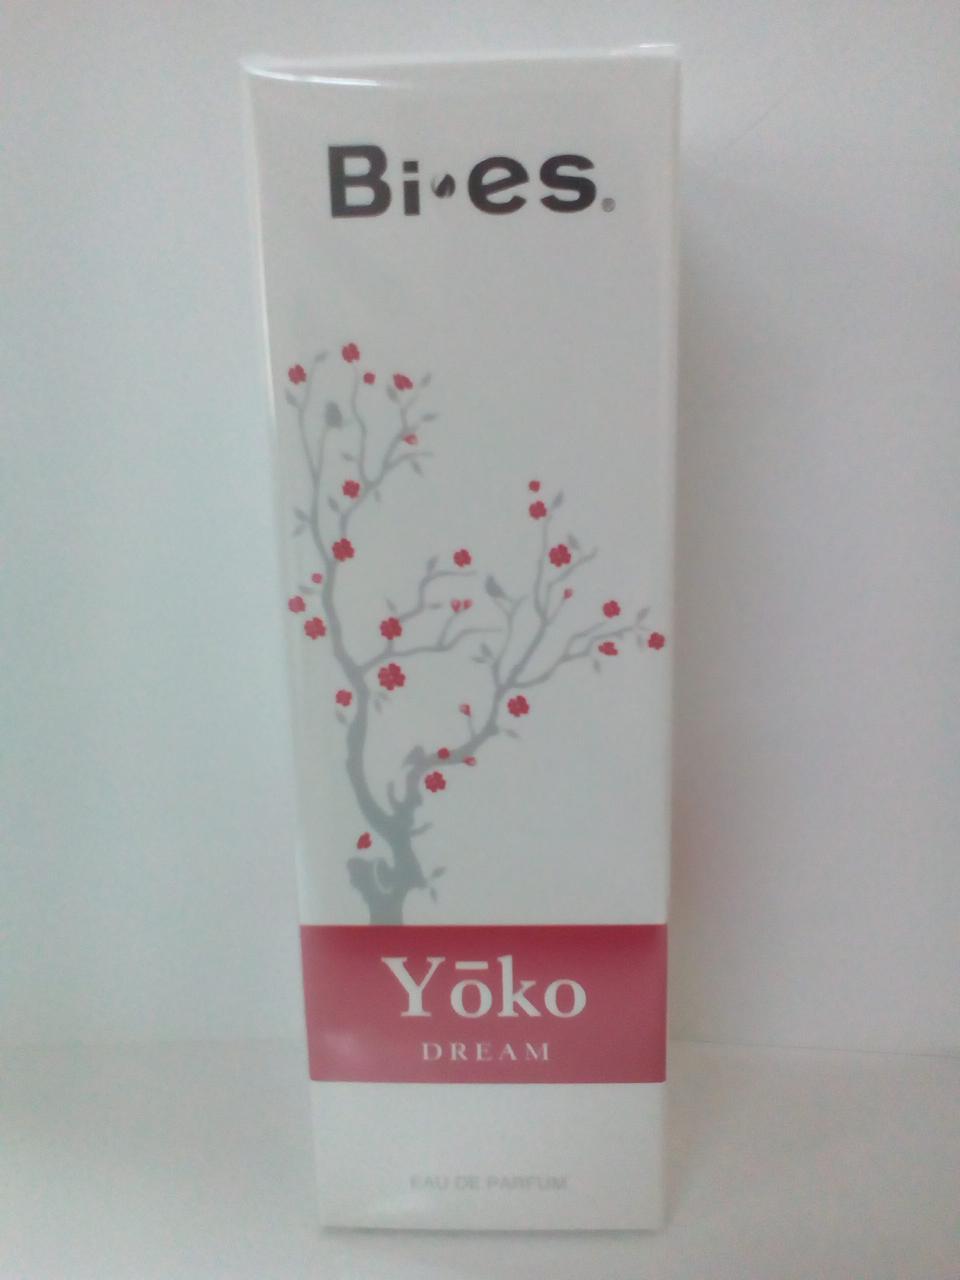 Bi·es®
Yōko
DREAM
EAU DE PARFUM